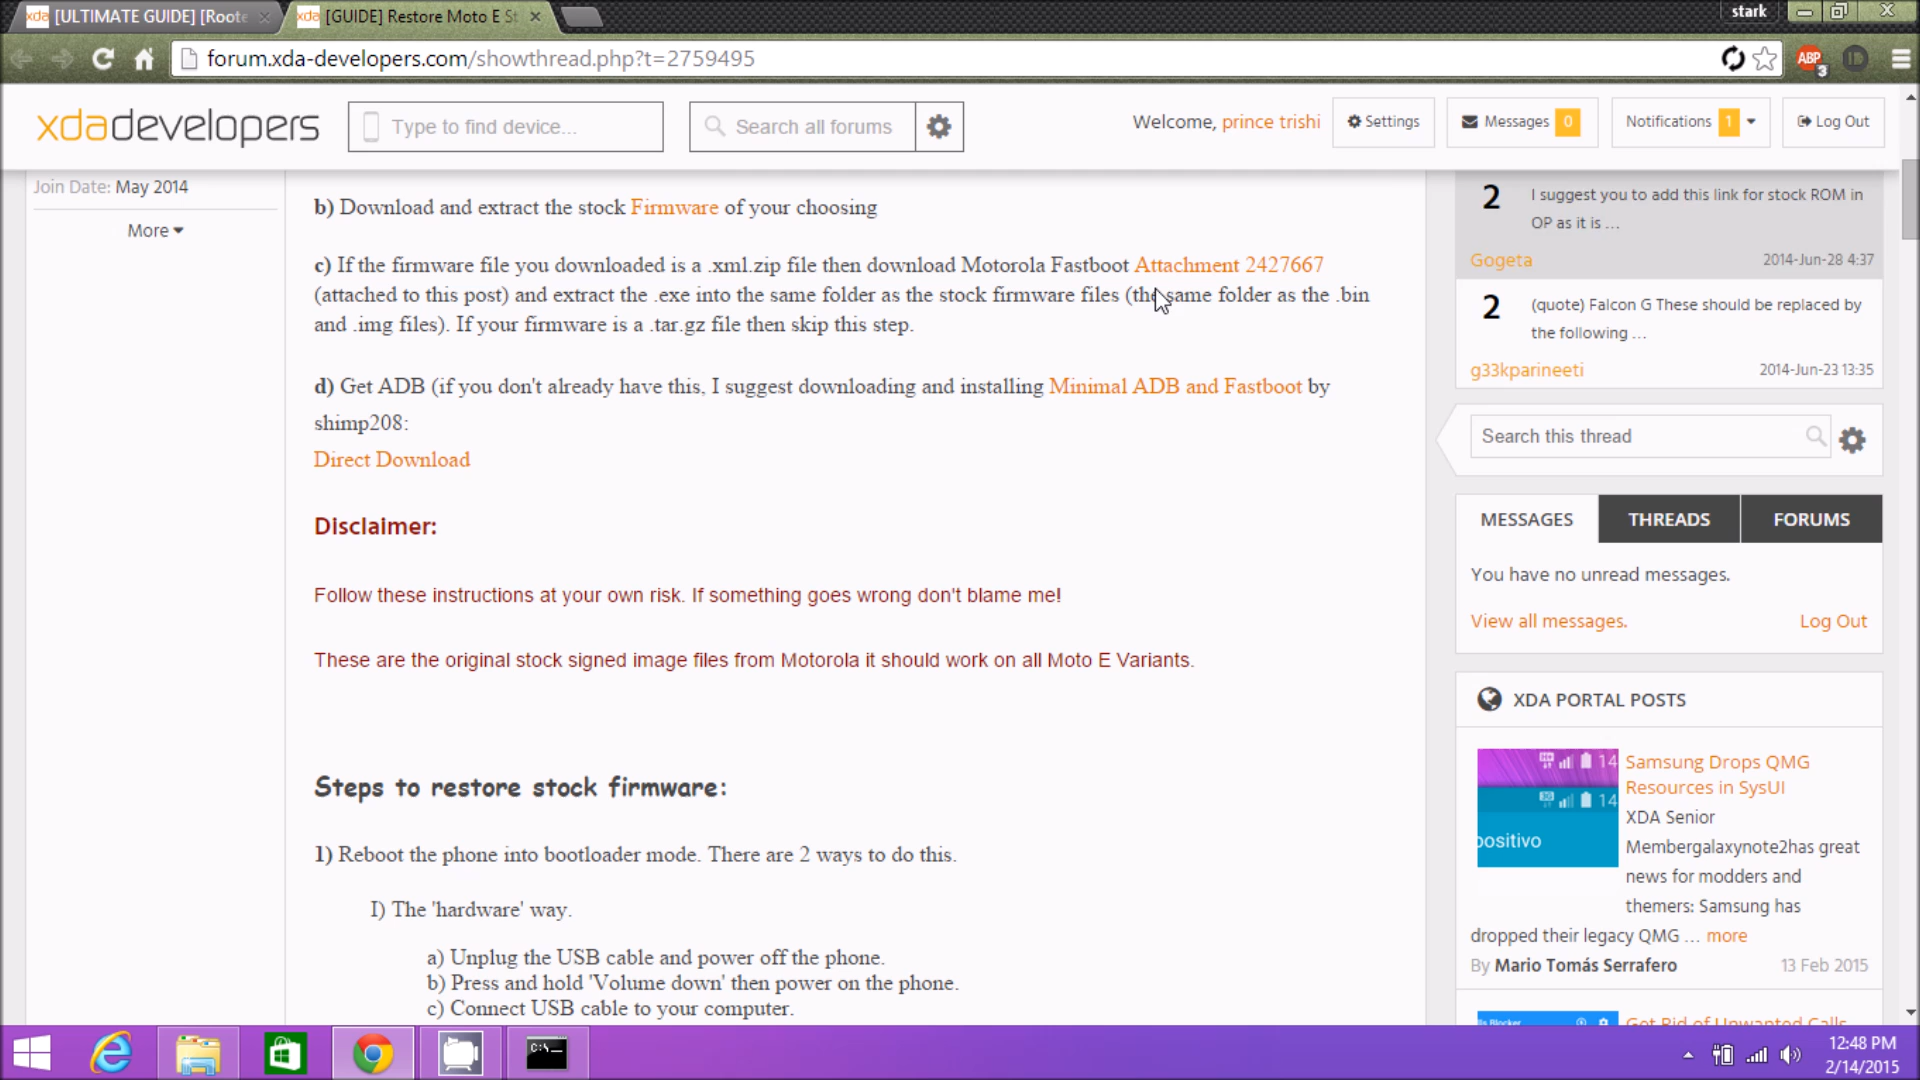 [ULTIMATE GUIDE] [Roote
[GUIDE] Restore Moto E St
stark
forum.xda-developers.com/showthread.php?t=2759495
ABP
3
xdadevelopers
Type to find device...
Search all forums
Welcome, prince trishi
Settings
Messages 0
Notifications 1
Log Out
Join Date: May 2014
More
b) Download and extract the stock Firmware of your choosing
c) If the firmware file you downloaded is a .xml.zip file then download Motorola Fastboot Attachment 2427667
(attached to this post) and extract the .exe into the same folder as the stock firmware files (the same folder as the .bin
and .img files). If your firmware is a .tar.gz file then skip this step.
d) Get ADB (if you don't already have this, I suggest downloading and installing Minimal ADB and Fastboot by
shimp208:
Direct Download
Disclaimer:
Follow these instructions at your own risk. If something goes wrong don't blame me!
These are the original stock signed image files from Motorola it should work on all Moto E Variants.
Steps to restore stock firmware:
1) Reboot the phone into bootloader mode. There are 2 ways to do this.
I) The 'hardware' way.
a) Unplug the USB cable and power off the phone.
b) Press and hold 'Volume down' then power on the phone.
c) Connect USB cable to your computer.
2
I suggest you to add this link for stock ROM in
OP as it is ...
Gogeta
2014-Jun-28 4:37
2
(quote) Falcon G These should be replaced by
the following ...
g33kparineeti
2014-Jun-23 13:35
Search this thread
MESSAGES
THREADS
FORUMS
You have no unread messages.
View all messages.
Log Out
XDA PORTAL POSTS
14
14
positivo
Samsung Drops QMG
Resources in SysUI
XDA Senior
Membergalaxynote2has great
news for modders and
themers: Samsung has
dropped their legacy QMG ... more
By Mario Tomás Serrafero
13 Feb 2015
Blocker
Get Rid of Unwanted Calls
C:\_
12:48 PM
2/14/2015